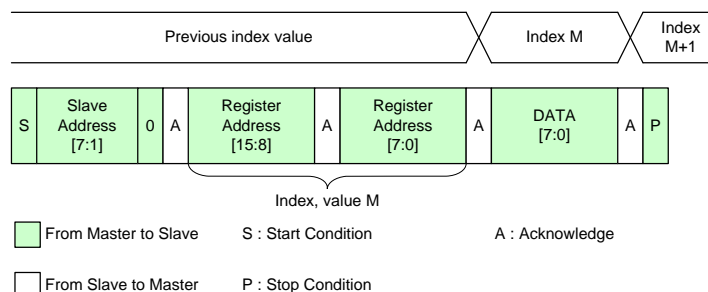 Previous index value
Index M
Index
M+1
S
Slave
Address
[7:1]
0
A
Register
Address
[15:8]
A
Register
Address
[7:0]
A
DATA
[7:0]
A
P
Index, value M
From Master to Slave
S : Start Condition
A : Acknowledge
From Slave to Master
P : Stop Condition